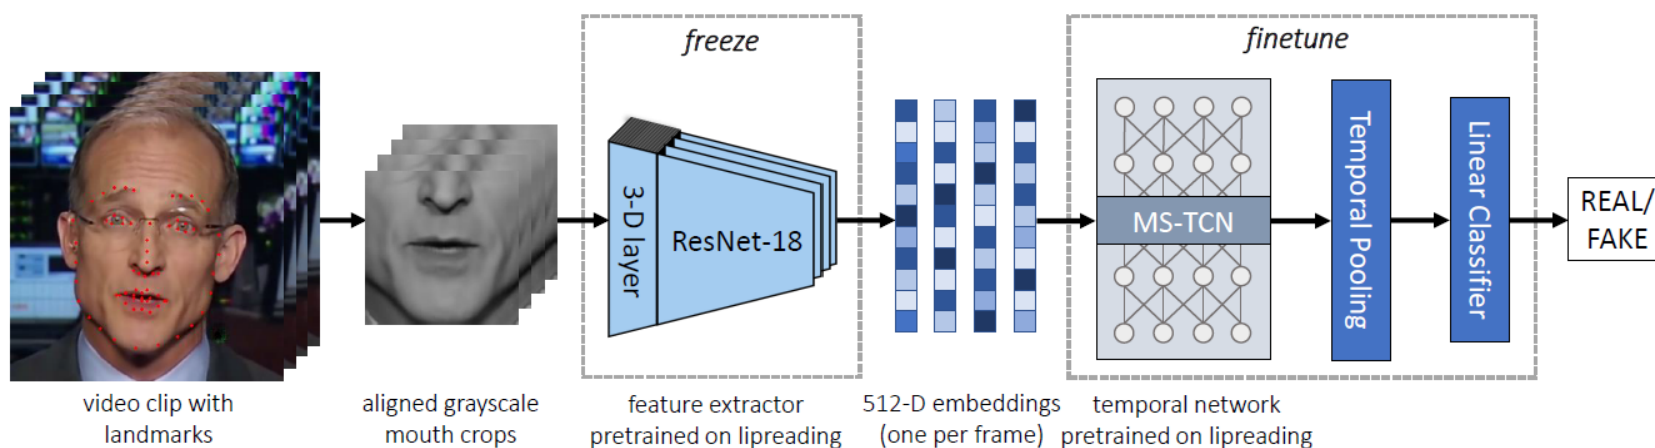 freeze
finetune
3-D layer
ResNet-18
MS-TCN
Temporal Pooling
Linear Classifier
REAL/
FAKE
video clip with
landmarks
aligned grayscale
mouth crops
feature extractor
pretrained on lipreading
512-D embeddings
(one per frame)
temporal network
pretrained on lipreading